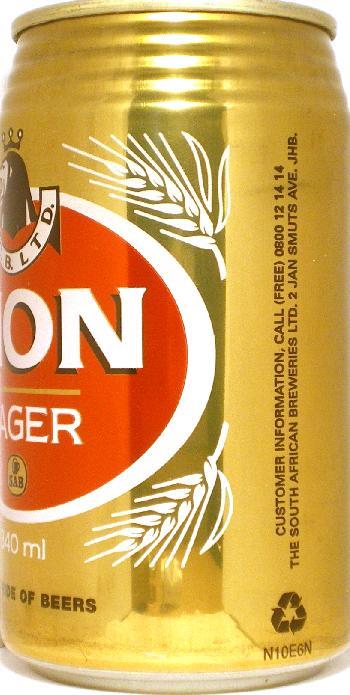 B. LTD.
ON
AGER
SAB
340 ml
DE OF BEERS
CUSTOMER INFORMATION, CALL (FREE) 0800 12 14 14
THE SOUTH AFRICAN BREWERIES LTD. 2 JAN SMUTS AVE. JHB.
N10E6N